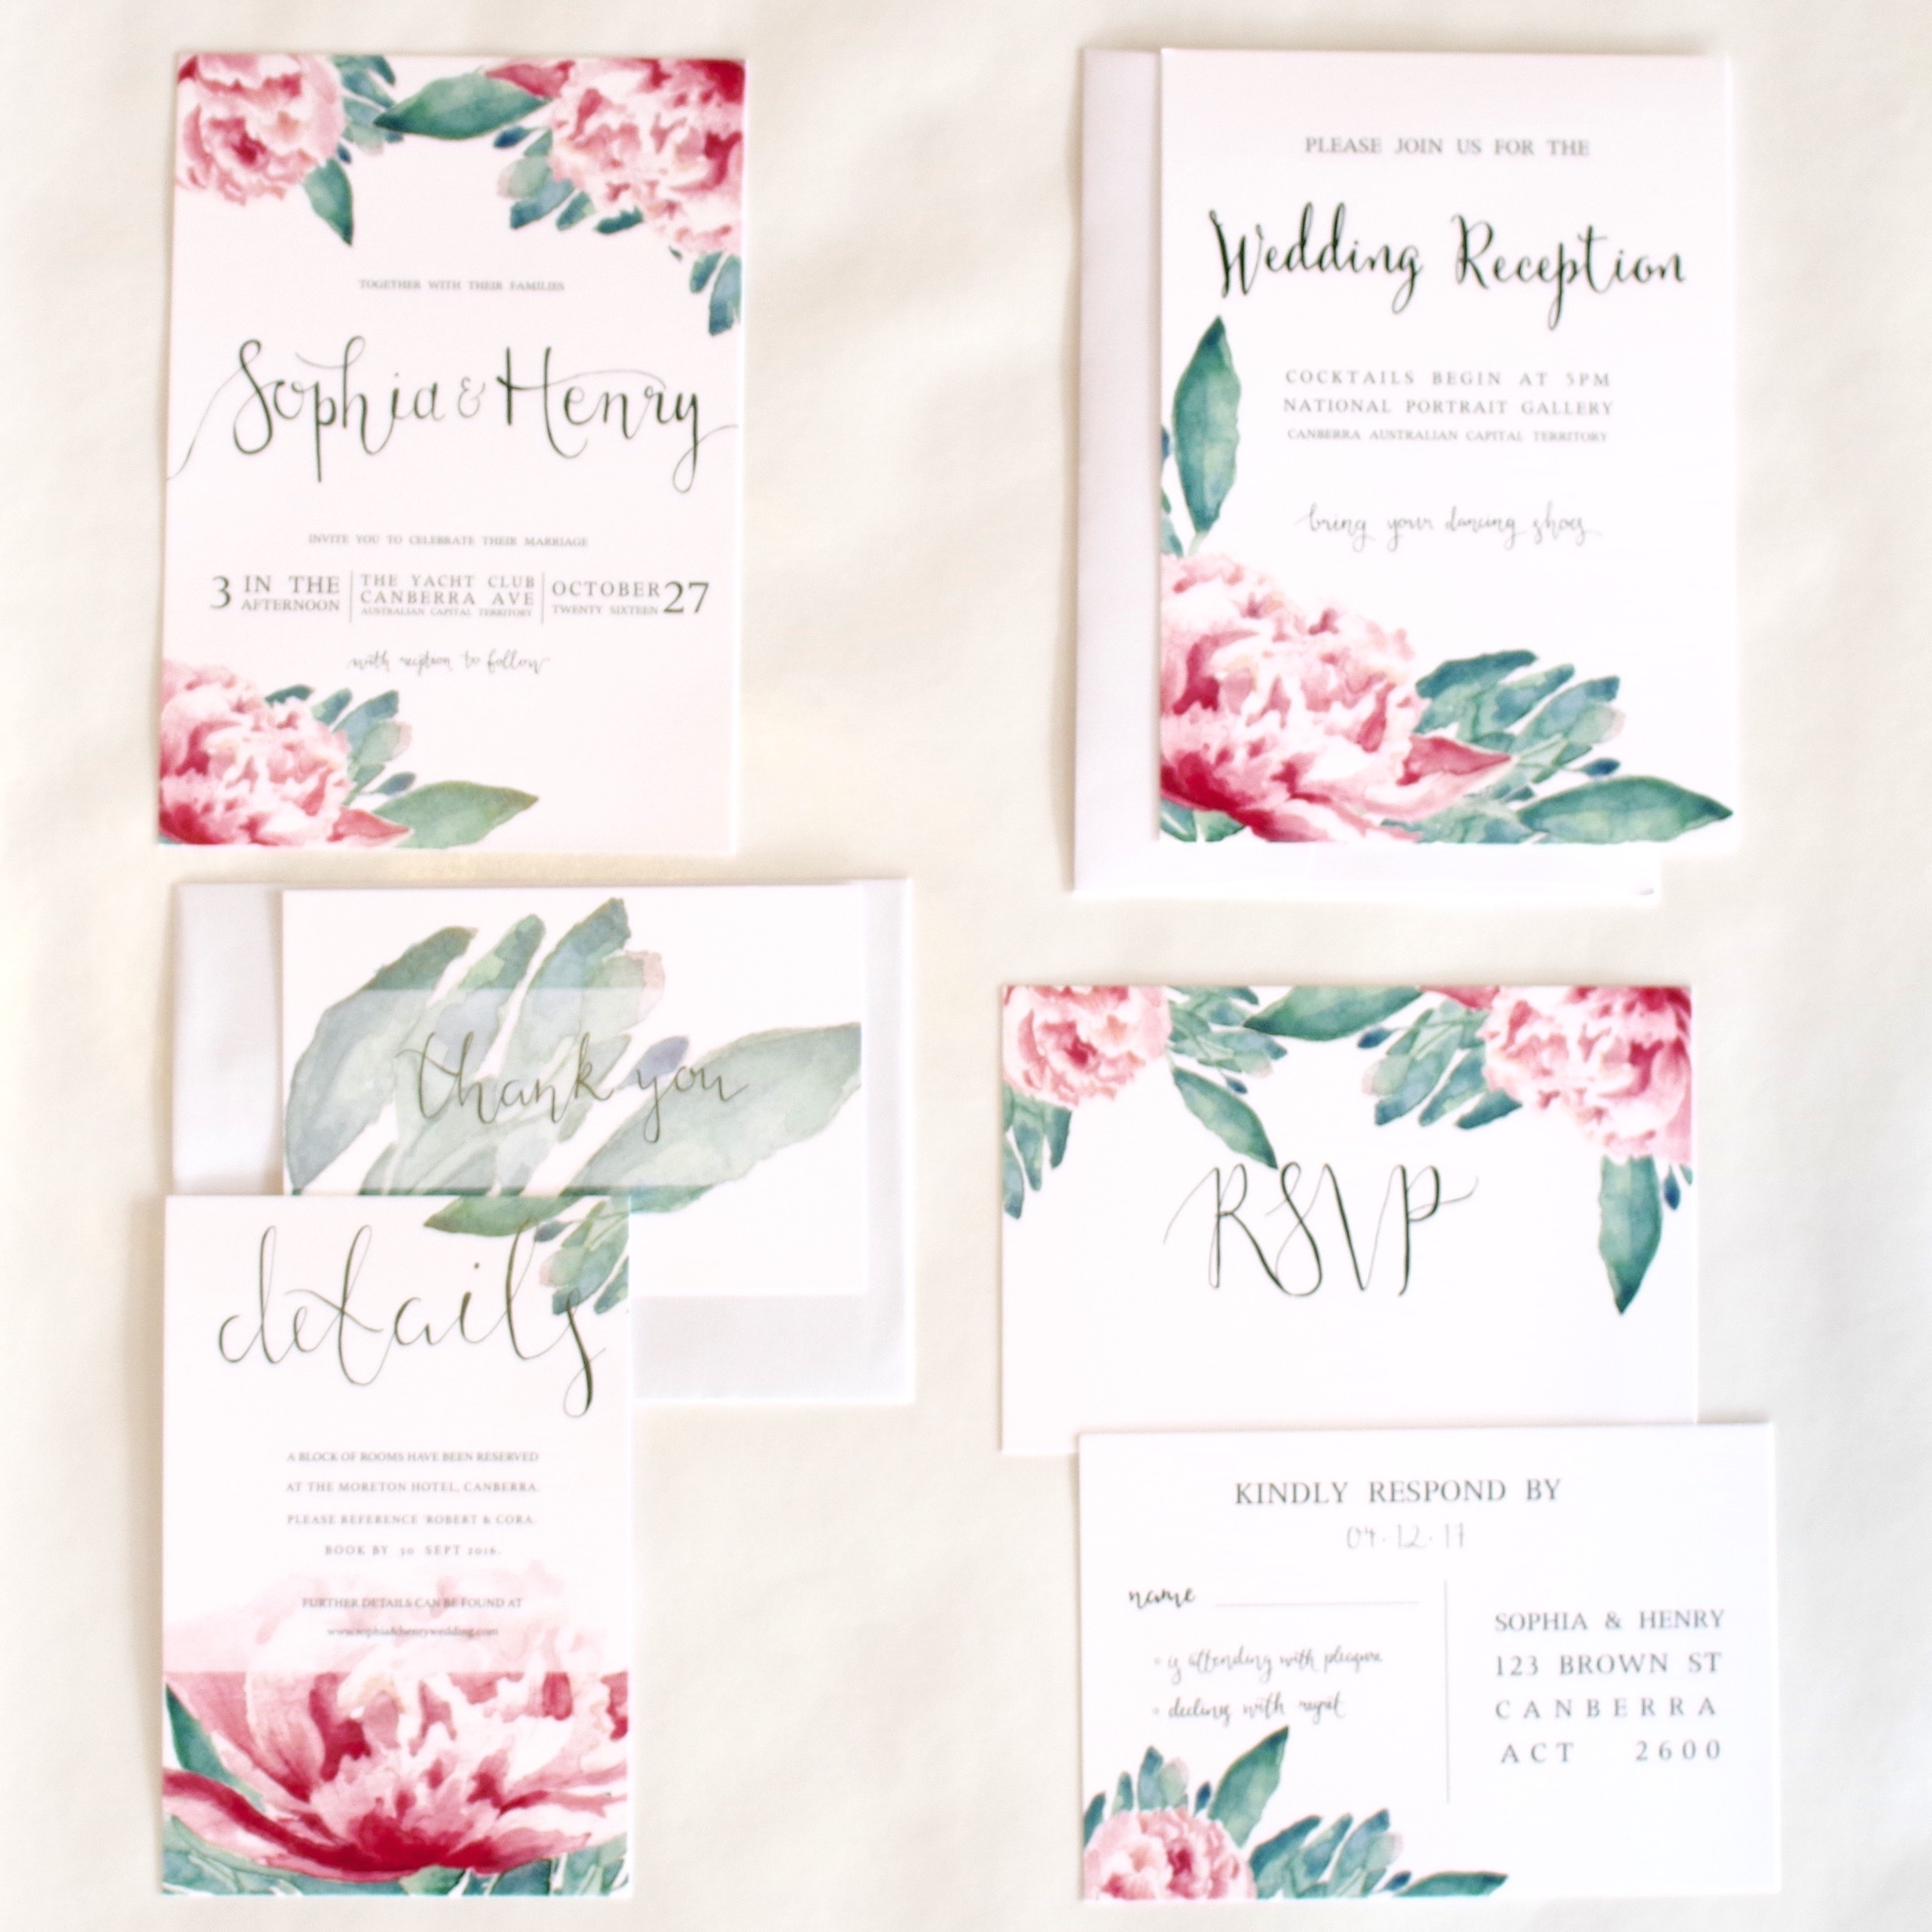 TOGETHER WITH THEIR FAMILIES
Sophia & Henry
INVITE YOU TO CELEBRATE THEIR MARRIAGE
3 IN THE AFTERNOON
THE YACHT CLUB
CANBERRA AVE
AUSTRALIAN CAPITAL TERRITORY
OCTOBER 27
TWENTY SIXTEEN
with reception to follow
PLEASE JOIN US FOR THE
Wedding Reception
COCKTAILS BEGIN AT 5PM
NATIONAL PORTRAIT GALLERY
CANBERRA AUSTRALIAN CAPITAL TERRITORY
bring your dancing shoes
thank you
details
A BLOCK OF ROOMS HAVE BEEN RESERVED
AT THE MORETON HOTEL, CANBERRA.
PLEASE REFERENCE 'ROBERT & CORA.
BOOK BY 30 SEPT 2016.
FURTHER DETAILS CAN BE FOUND AT
www.sophia&henrywedding.com
RSVP
KINDLY RESPOND BY
04.12.17
name
is attending with pleasure
declines with regret
SOPHIA & HENRY
123 BROWN ST
CANBERRA
ACT 2600